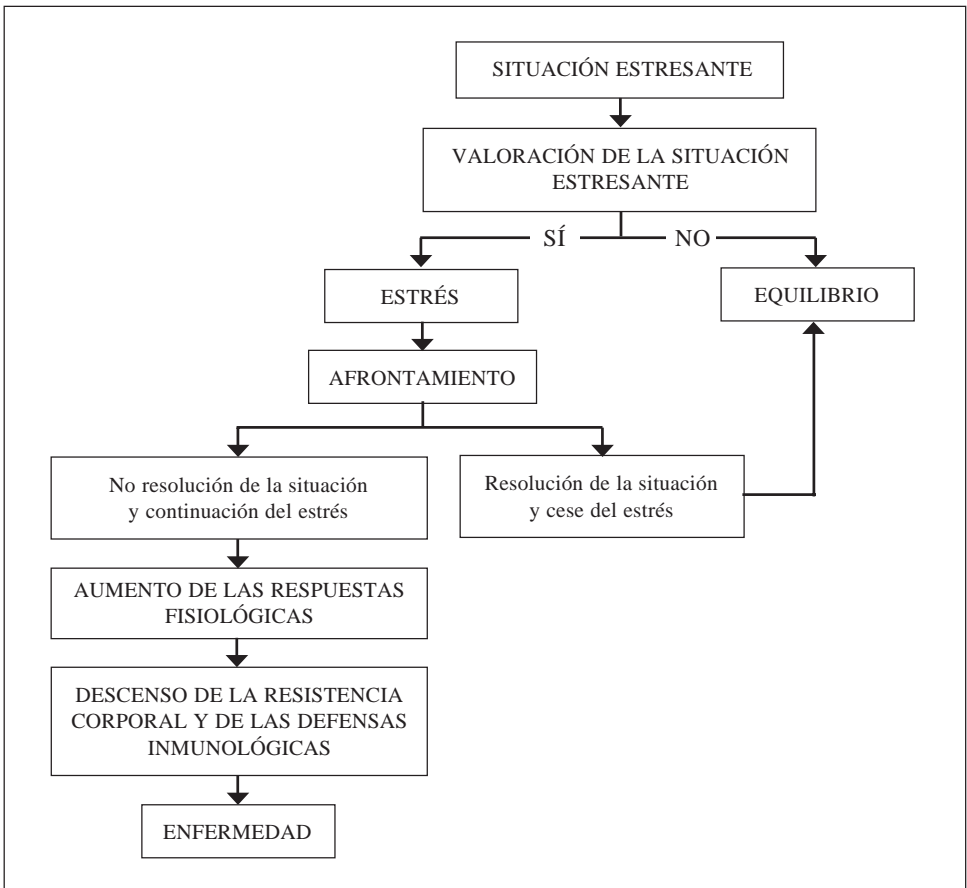 SITUACIÓN ESTRESANTE
VALORACIÓN DE LA SITUACIÓN
ESTRESANTE
SÍ
NO
ESTRÉS
EQUILIBRIO
AFRONTAMIENTO
No resolución de la situación
y continuación del estrés
Resolución de la situación
y cese del estrés
AUMENTO DE LAS RESPUESTAS
FISIOLÓGICAS
DESCENSO DE LA RESISTENCIA
CORPORAL Y DE LAS DEFENSAS
INMUNOLÓGICAS
ENFERMEDAD